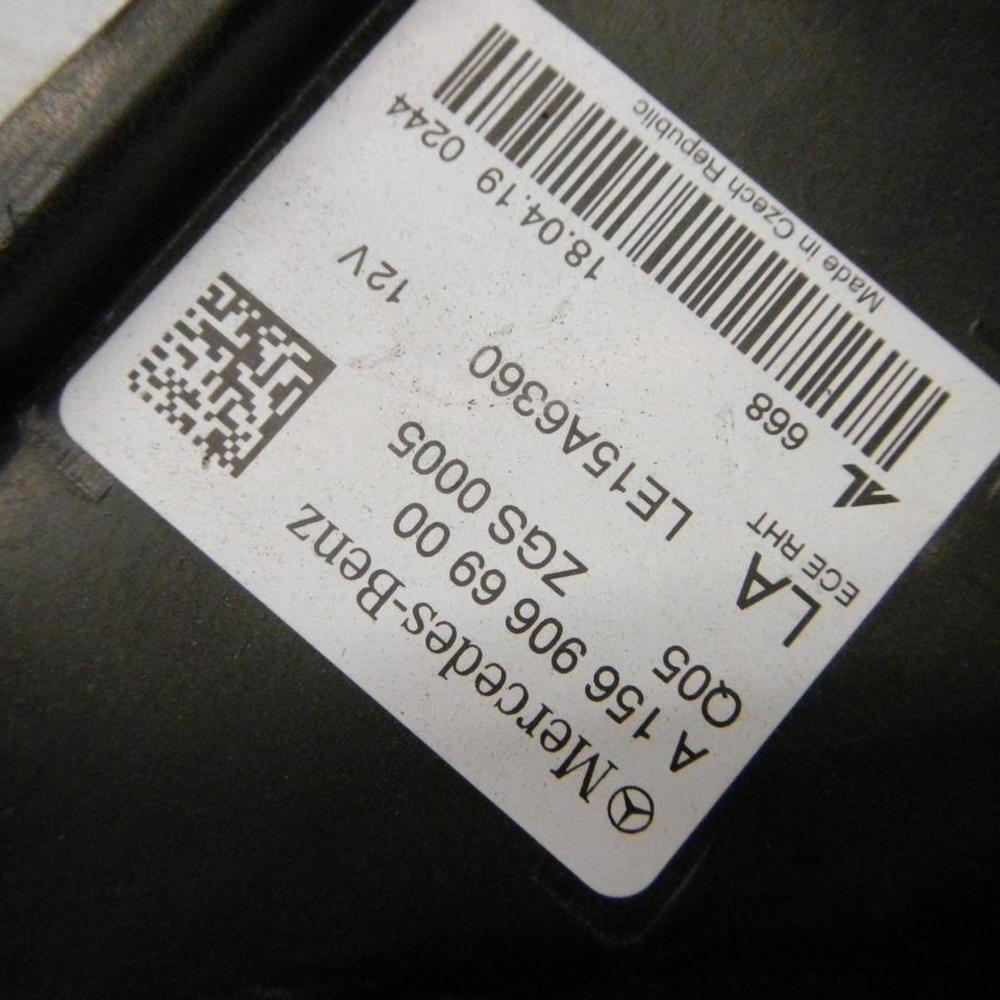 Mercedes-Benz
A 156 906 69 00
Q05 ZGS 0005
12V
LA LE15A6360
ECE RHT
AL 668 18.04.19 0244
Made in Czech Republic